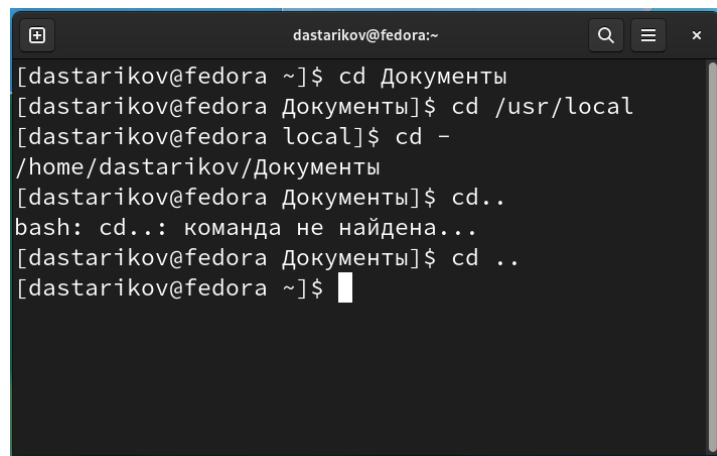 dastarikov@fedora:~
[dastarikov@fedora ~]$ cd Документы
[dastarikov@fedora Документы]$ cd /usr/local
[dastarikov@fedora local]$ cd -
/home/dastarikov/Документы
[dastarikov@fedora Документы]$ cd..
bash: cd..: команда не найдена...
[dastarikov@fedora Документы]$ cd ..
[dastarikov@fedora ~]$